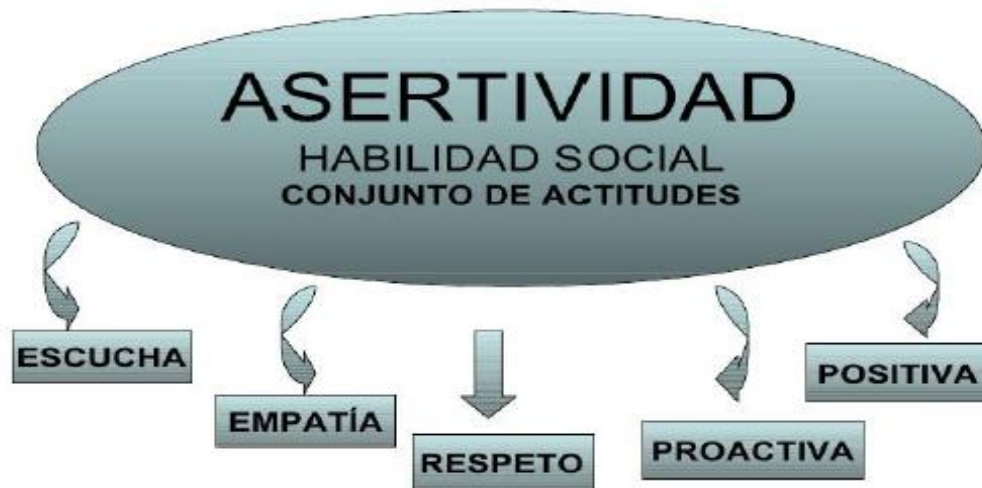 ASERTIVIDAD
HABILIDAD SOCIAL
CONJUNTO DE ACTITUDES
ESCUCHA
EMPATÍA
RESPETO
PROACTIVA
POSITIVA